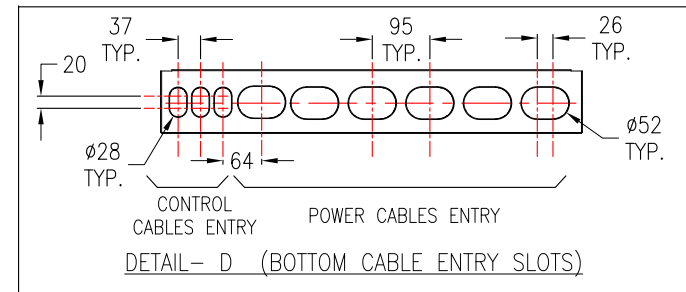 37
TYP.
95
TYP.
26
TYP.
20
ø28
TYP.
64
ø52
TYP.
CONTROL
CABLES ENTRY
POWER CABLES ENTRY
DETAIL- D (BOTTOM CABLE ENTRY SLOTS)